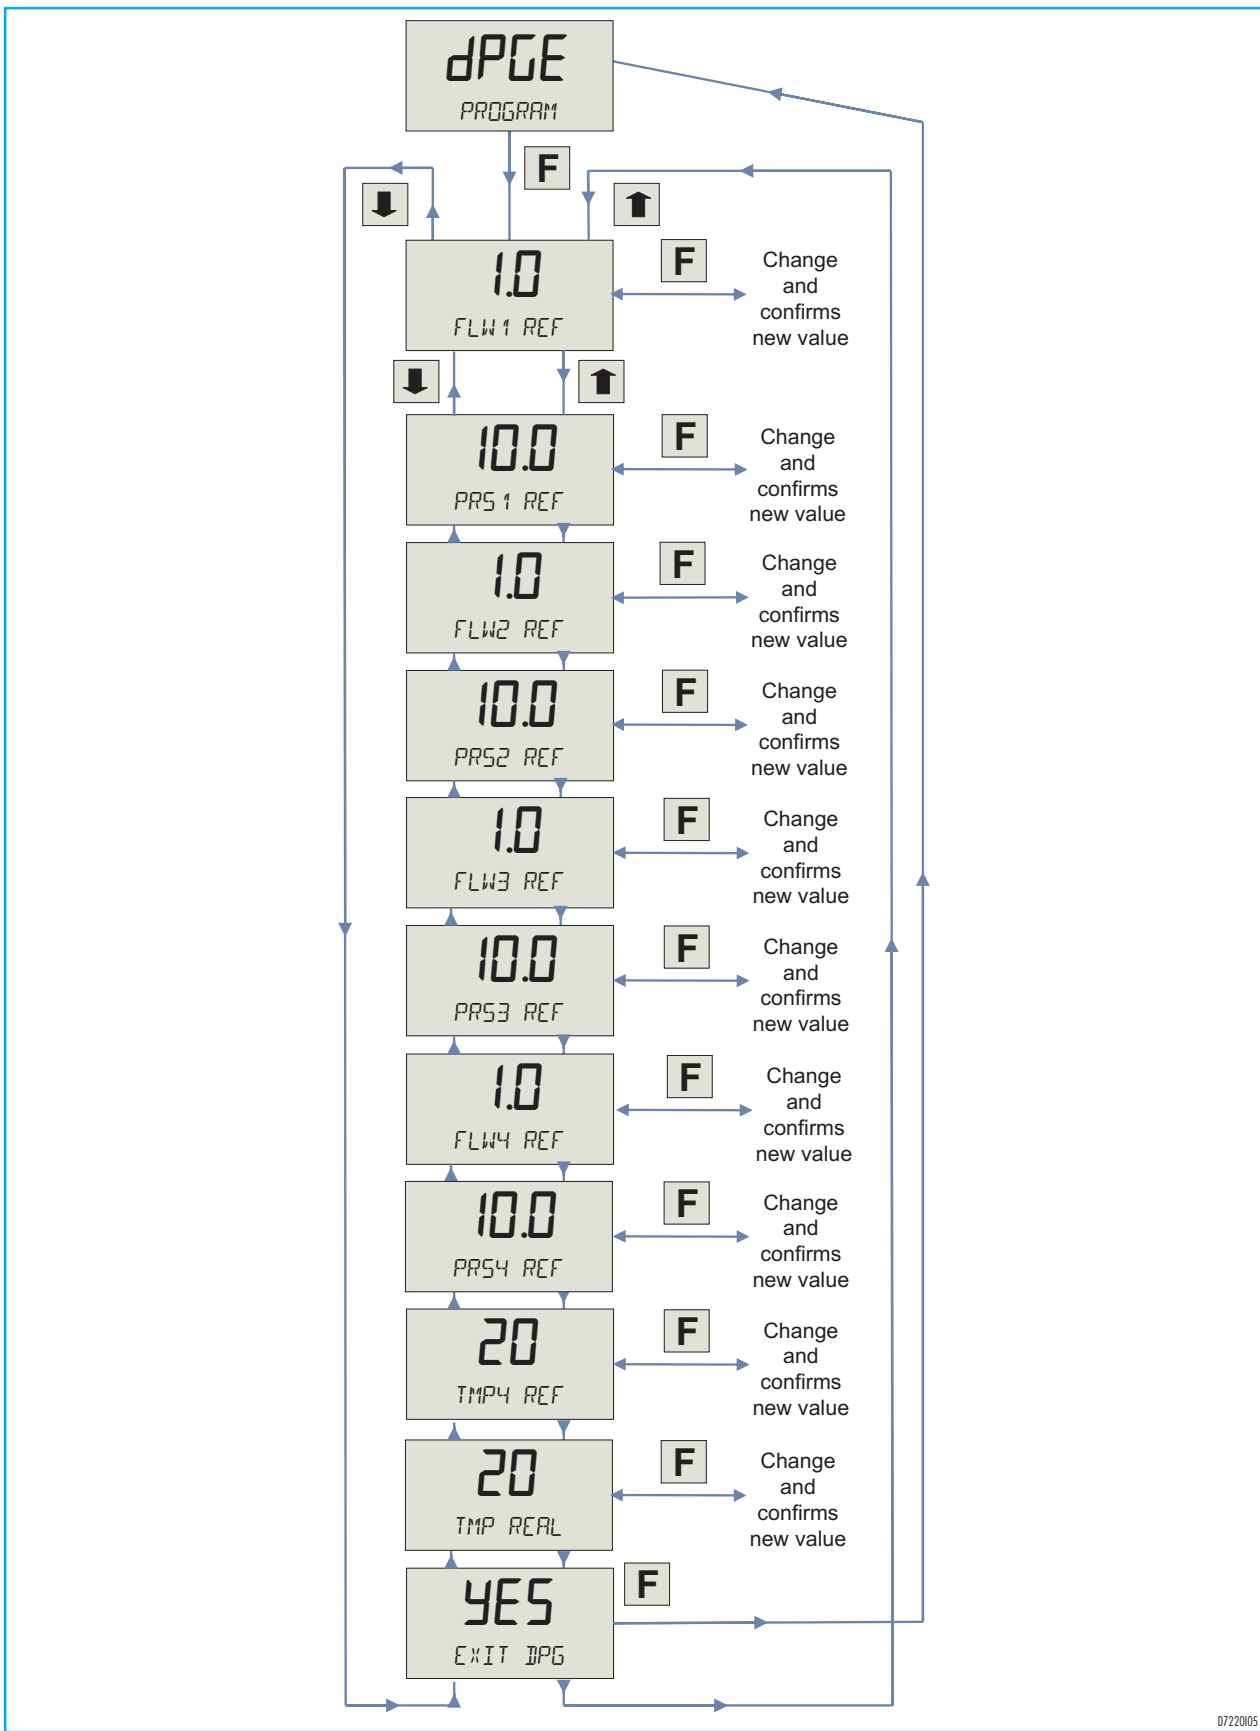 dPGE
PROGRAM
F
1.0
FLW1 REF
F
Change
and
confirms
new value
10.0
PRS1 REF
F
Change
and
confirms
new value
1.0
FLW2 REF
F
Change
and
confirms
new value
10.0
PRS2 REF
F
Change
and
confirms
new value
1.0
FLW3 REF
F
Change
and
confirms
new value
10.0
PRS3 REF
F
Change
and
confirms
new value
1.0
FLW4 REF
F
Change
and
confirms
new value
10.0
PRS4 REF
F
Change
and
confirms
new value
20
TMP4 REF
F
Change
and
confirms
new value
20
TMP REAL
F
Change
and
confirms
new value
YES
EXIT DPG
F
D7220I05